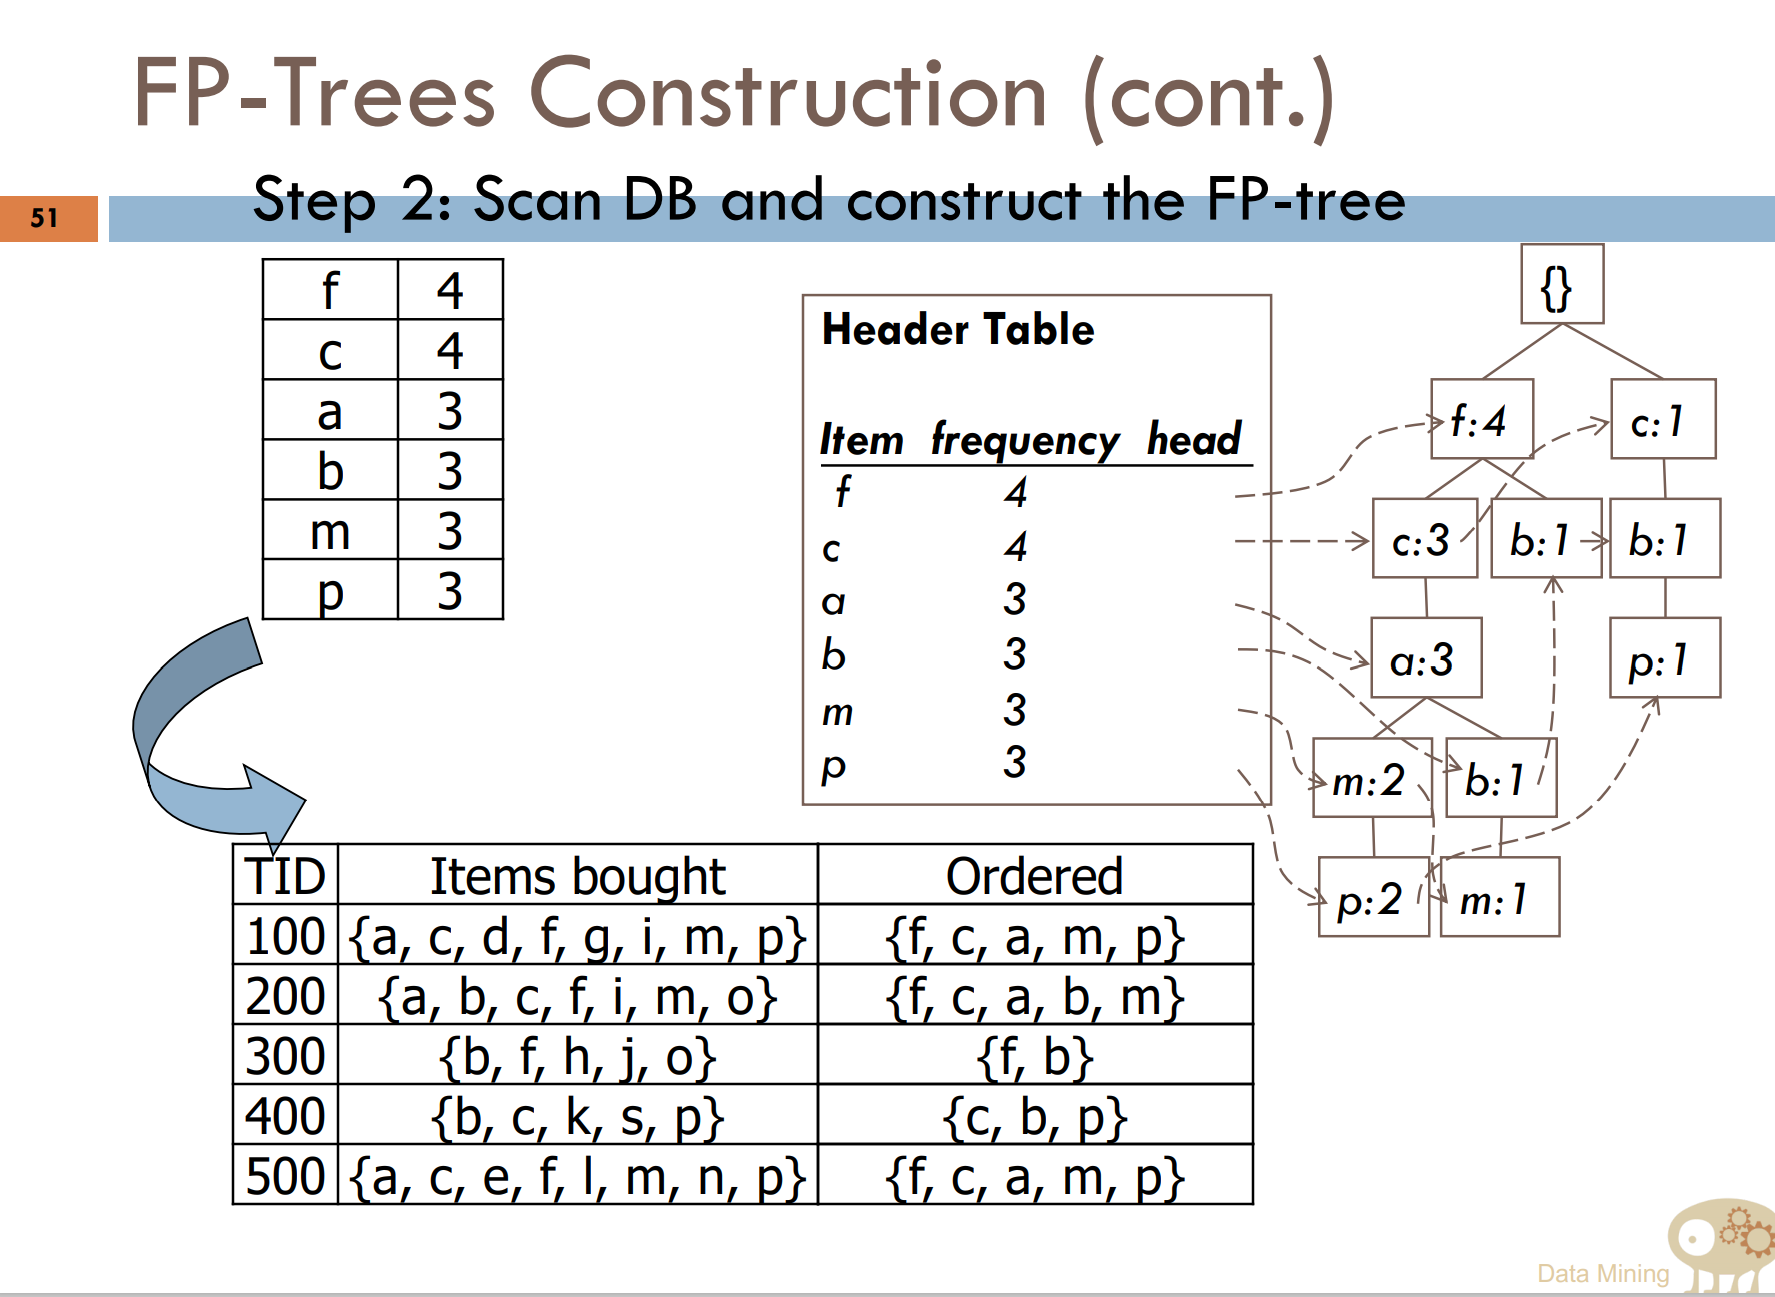 FP-Trees Construction (cont.)
Step 2: Scan DB and construct the FP-tree
51
f 4
c 4
a 3
b 3
m 3
p 3
Header Table
Item frequency head
f 4
c 4
a 3
b 3
m 3
p 3
{}
f:4 c:1
c:3 b:1 b:1
a:3 p:1
m:2 b:1
p:2 m:1
TID Items bought Ordered
100 {a, c, d, f, g, i, m, p} {f, c, a, m, p}
200 {a, b, c, f, i, m, o} {f, c, a, b, m}
300 {b, f, h, j, o} {f, b}
400 {b, c, k, s, p} {c, b, p}
500 {a, c, e, f, l, m, n, p} {f, c, a, m, p}
Data Mining